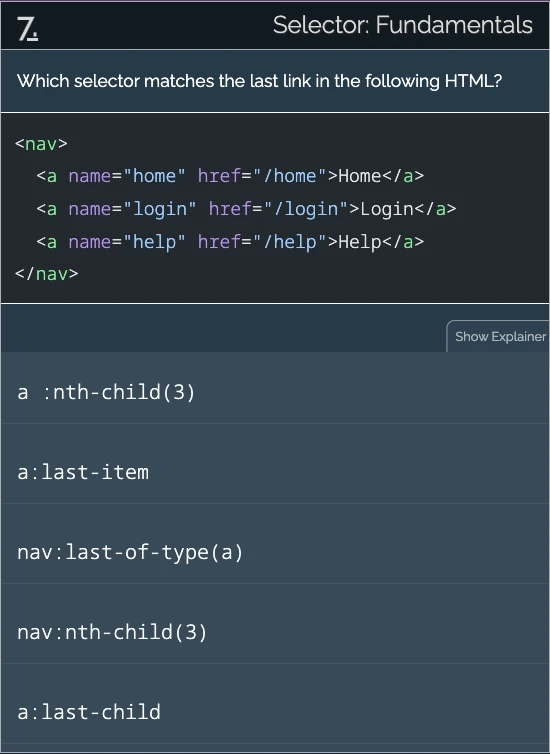 7.
Selector: Fundamentals
Which selector matches the last link in the following HTML?
<nav>
  <a name="home" href="/home">Home</a>
  <a name="login" href="/login">Login</a>
  <a name="help" href="/help">Help</a>
</nav>
Show Explainer
a :nth-child(3)
a:last-item
nav:last-of-type(a)
nav:nth-child(3)
a:last-child